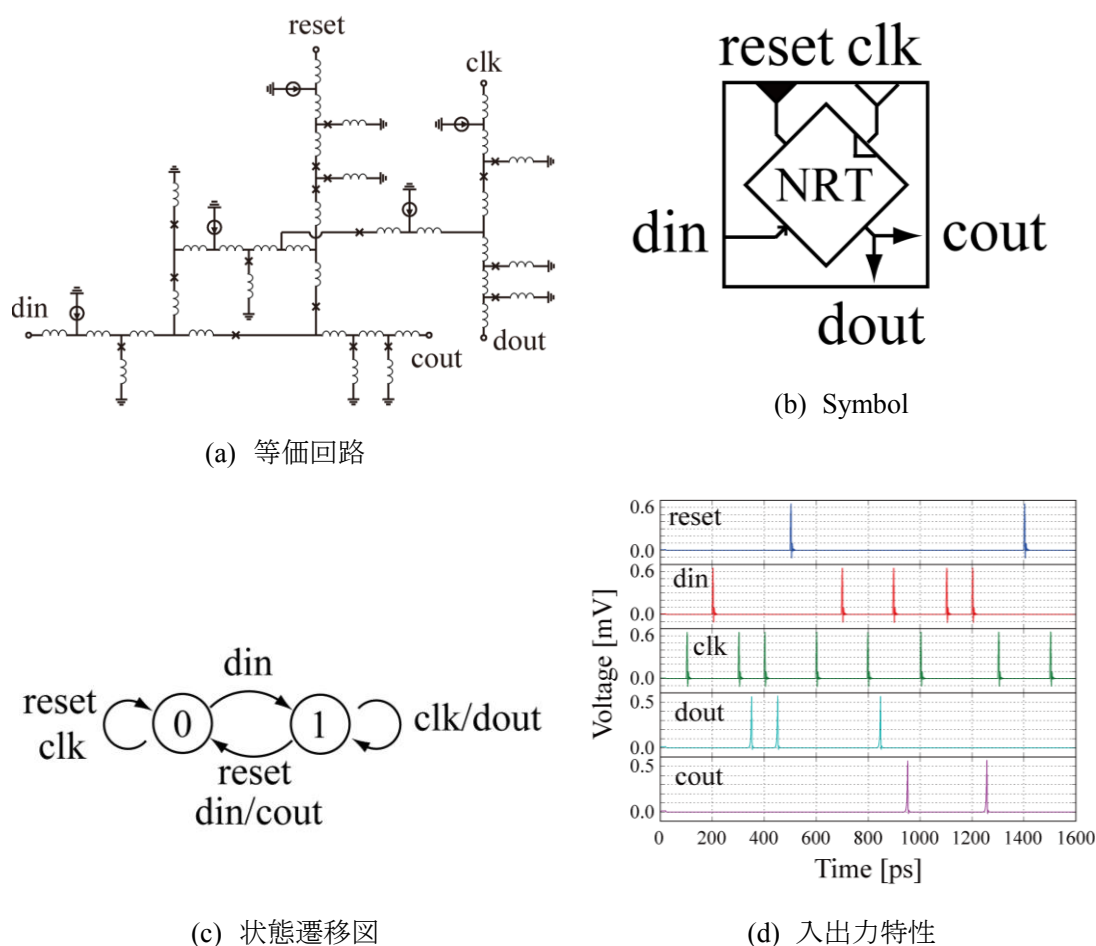 reset
clk
din
cout
dout
(a) 等価回路
reset clk
NRT
din
cout
dout
(b) Symbol
din
reset
clk
0
1
clk/dout
reset
din/cout
(c) 状態遷移図
Voltage [mV]
0.6
reset
0.0
0.6
din
0.0
0.6
clk
0.0
0.5
dout
0.0
0.5
cout
0.0
0 200 400 600 800 1000 1200 1400 1600
Time [ps]
(d) 入出力特性